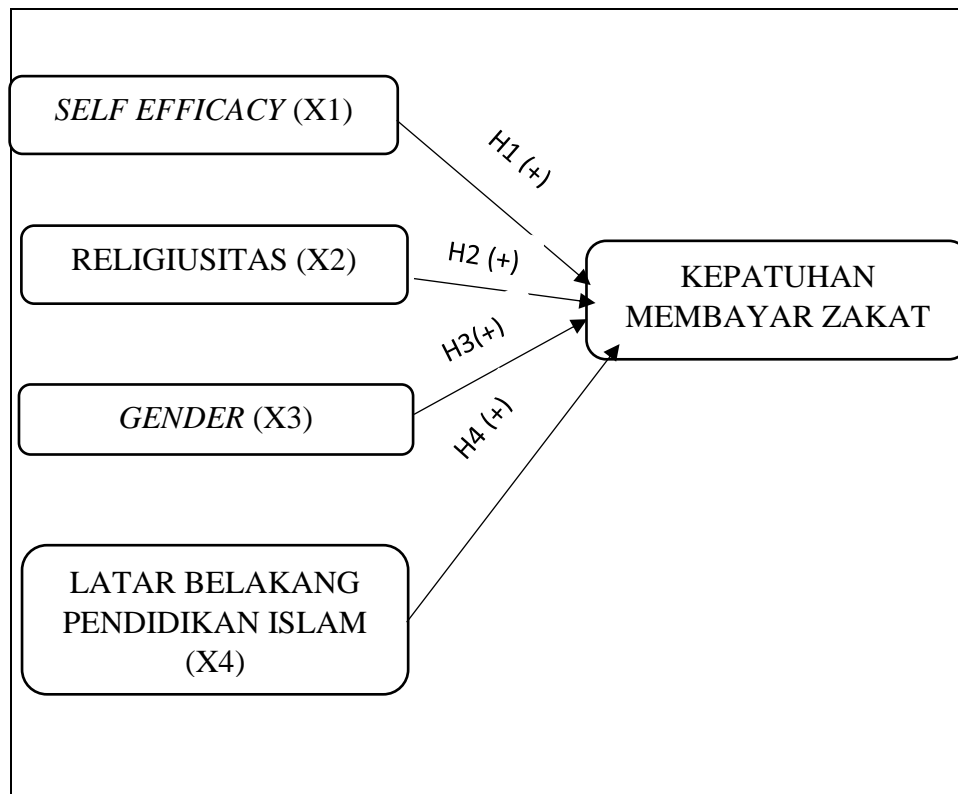 SELF EFFICACY (X1)
H1 (+)
RELIGIUSITAS (X2)
H2 (+)
KEPATUHAN
MEMBAYAR ZAKAT
H3(+)
GENDER (X3)
H4 (+)
LATAR BELAKANG
PENDIDIKAN ISLAM
(X4)